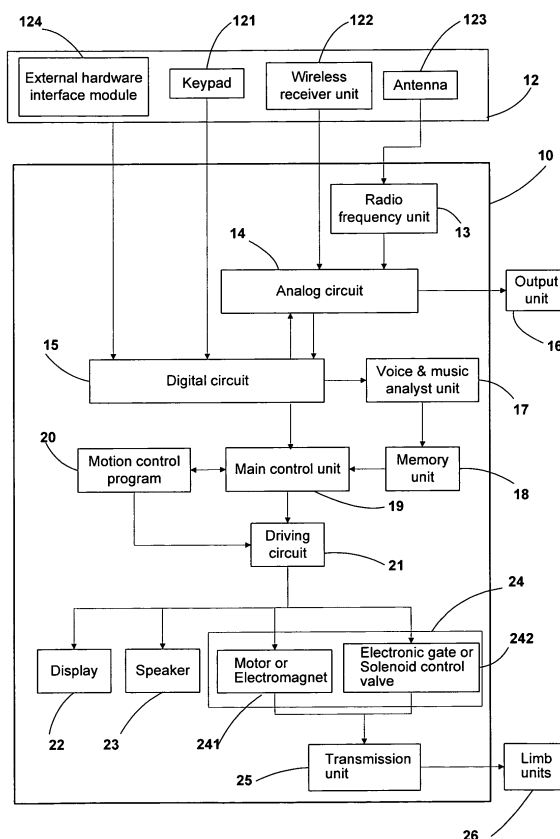 124
121
122
123
External hardware
interface module
Keypad
Wireless
receiver unit
Antenna
12
10
Radio
frequency unit
13
14
Analog circuit
Output
unit
16
15
Digital circuit
Voice & music
analyst unit
17
20
Motion control
program
Main control unit
19
Memory
unit
18
Driving
circuit
21
24
Display
22
Speaker
23
Motor or
Electromagnet
241
Electronic gate or
Solenoid control
valve
242
Transmission
unit
25
Limb
units
26